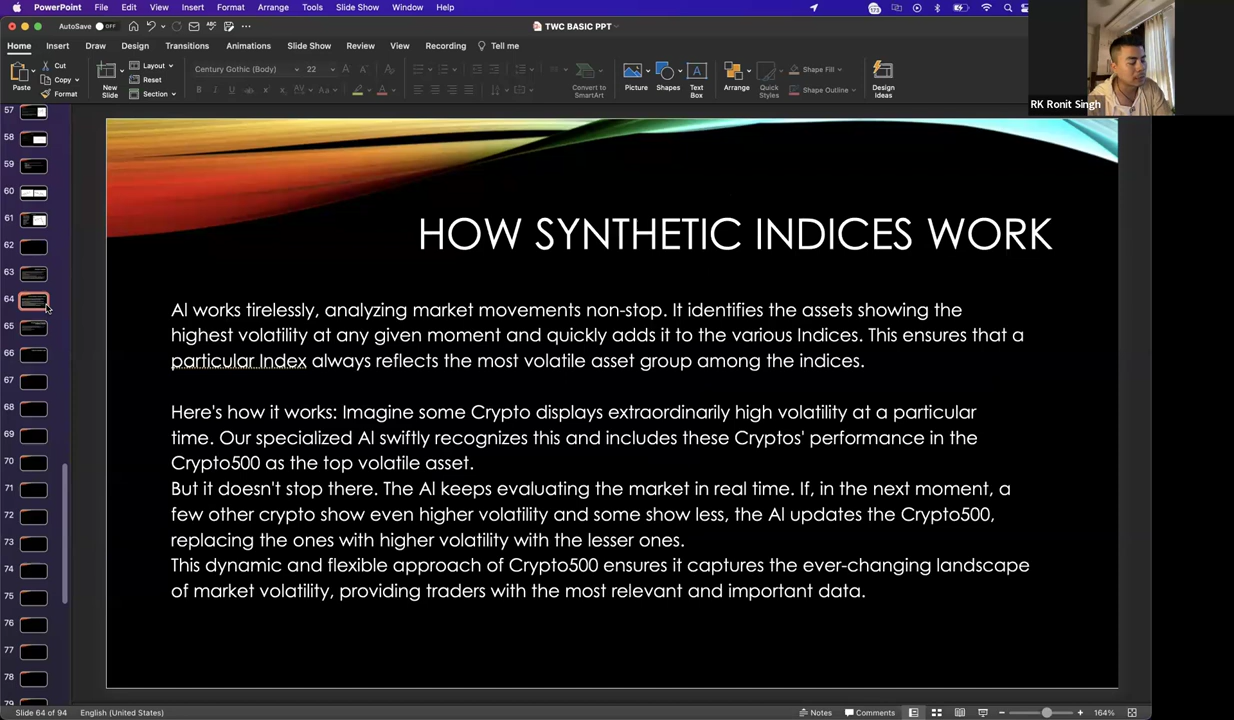 PowerPoint File Edit View Insert Format Arrange Tools Slide Show Window Help
AutoSave OFF TWC BASIC PPT
Home Insert Draw Design Transitions Animations Slide Show Review View Recording Tell me
Paste Cut Copy Format New Slide Layout Reset Section Century Gothic (Body) 22 Convert to SmartArt Picture Shapes Text Box Arrange Quick Styles Shape Fill Shape Outline Design Ideas
RK Ronit Singh
57
58
59
60
61
62
63
64
65
66
67
68
69
70
71
72
73
74
75
76
77
78
79
HOW SYNTHETIC INDICES WORK
AI works tirelessly, analyzing market movements non-stop. It identifies the assets showing the
highest volatility at any given moment and quickly adds it to the various Indices. This ensures that a
particular Index always reflects the most volatile asset group among the indices.
Here's how it works: Imagine some Crypto displays extraordinarily high volatility at a particular
time. Our specialized AI swiftly recognizes this and includes these Cryptos' performance in the
Crypto500 as the top volatile asset.
But it doesn't stop there. The AI keeps evaluating the market in real time. If, in the next moment, a
few other crypto show even higher volatility and some show less, the AI updates the Crypto500,
replacing the ones with higher volatility with the lesser ones.
This dynamic and flexible approach of Crypto500 ensures it captures the ever-changing landscape
of market volatility, providing traders with the most relevant and important data.
Slide 64 of 94 English (United States) Notes Comments 164%